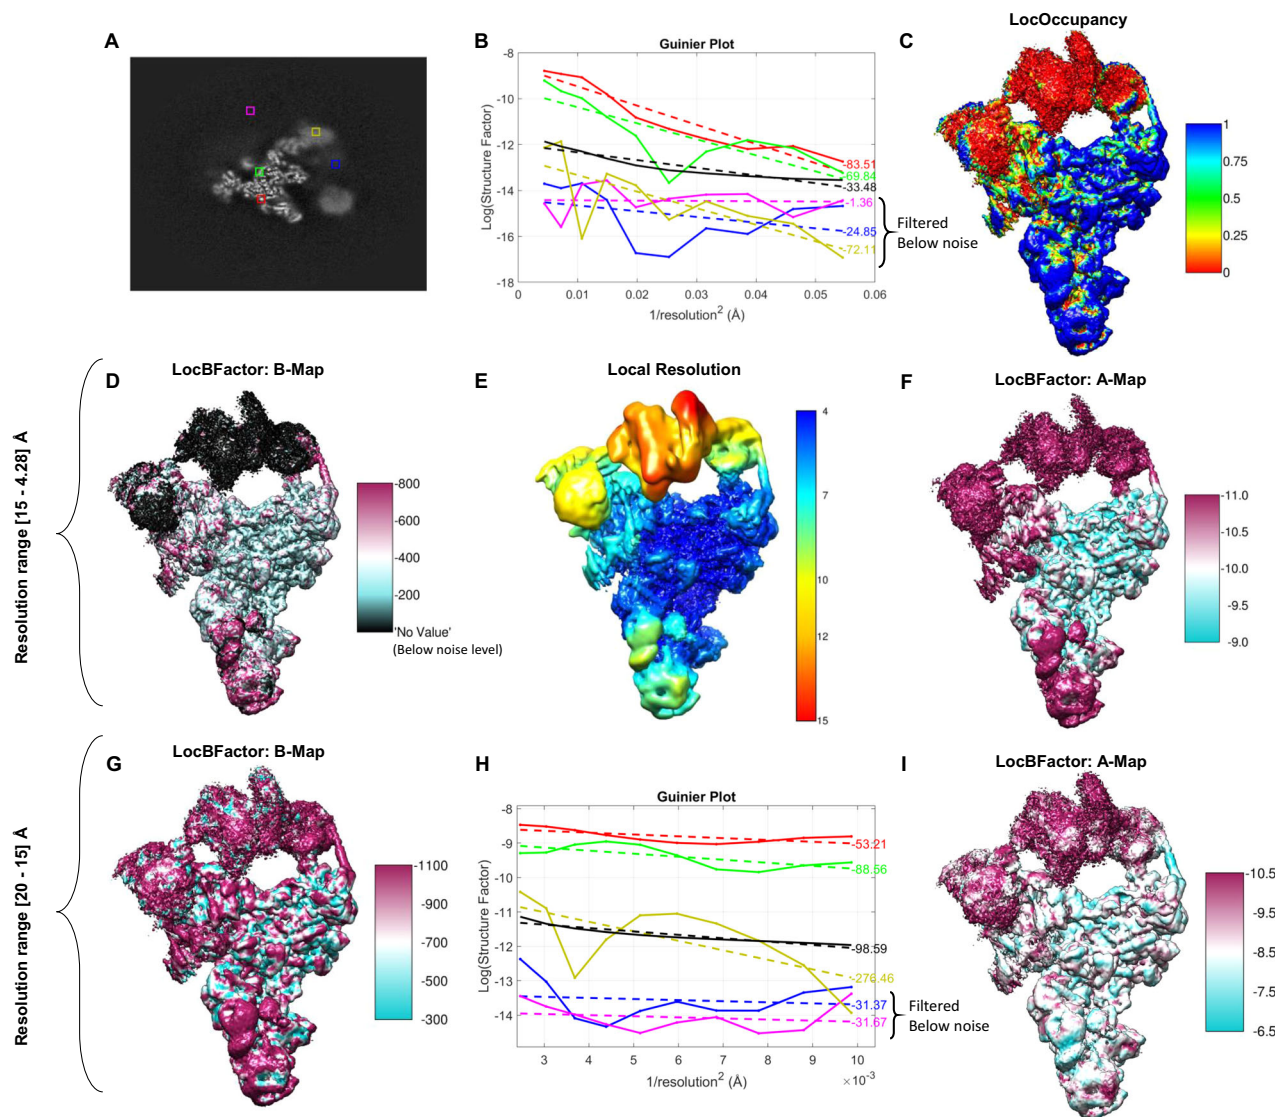 A
B
Guinier Plot
-8
-10
-12
-14
-16
-18
Log(Structure Factor)
0
0.01
0.02
0.03
0.04
0.05
0.06
1/resolution² (Å)
-83.51
-69.84
-33.48
-1.36
-24.85
-72.11
Filtered
Below noise
C
LocOccupancy
1
0.75
0.5
0.25
0
Resolution range [15 - 4.28] Å
D
LocBFactor: B-Map
-800
-600
-400
-200
'No Value'
(Below noise level)
E
Local Resolution
4
7
10
12
15
F
LocBFactor: A-Map
-11.0
-10.5
-10.0
-9.5
-9.0
Resolution range [20 - 15] Å
G
LocBFactor: B-Map
-1100
-900
-700
-500
-300
H
Guinier Plot
-8
-9
-10
-11
-12
-13
-14
Log(Structure Factor)
3
4
5
6
7
8
9
10
×10⁻³
1/resolution² (Å)
-53.21
-88.56
-98.59
-276.46
-31.37
-31.67
Filtered
Below noise
I
LocBFactor: A-Map
-10.5
-9.5
-8.5
-7.5
-6.5